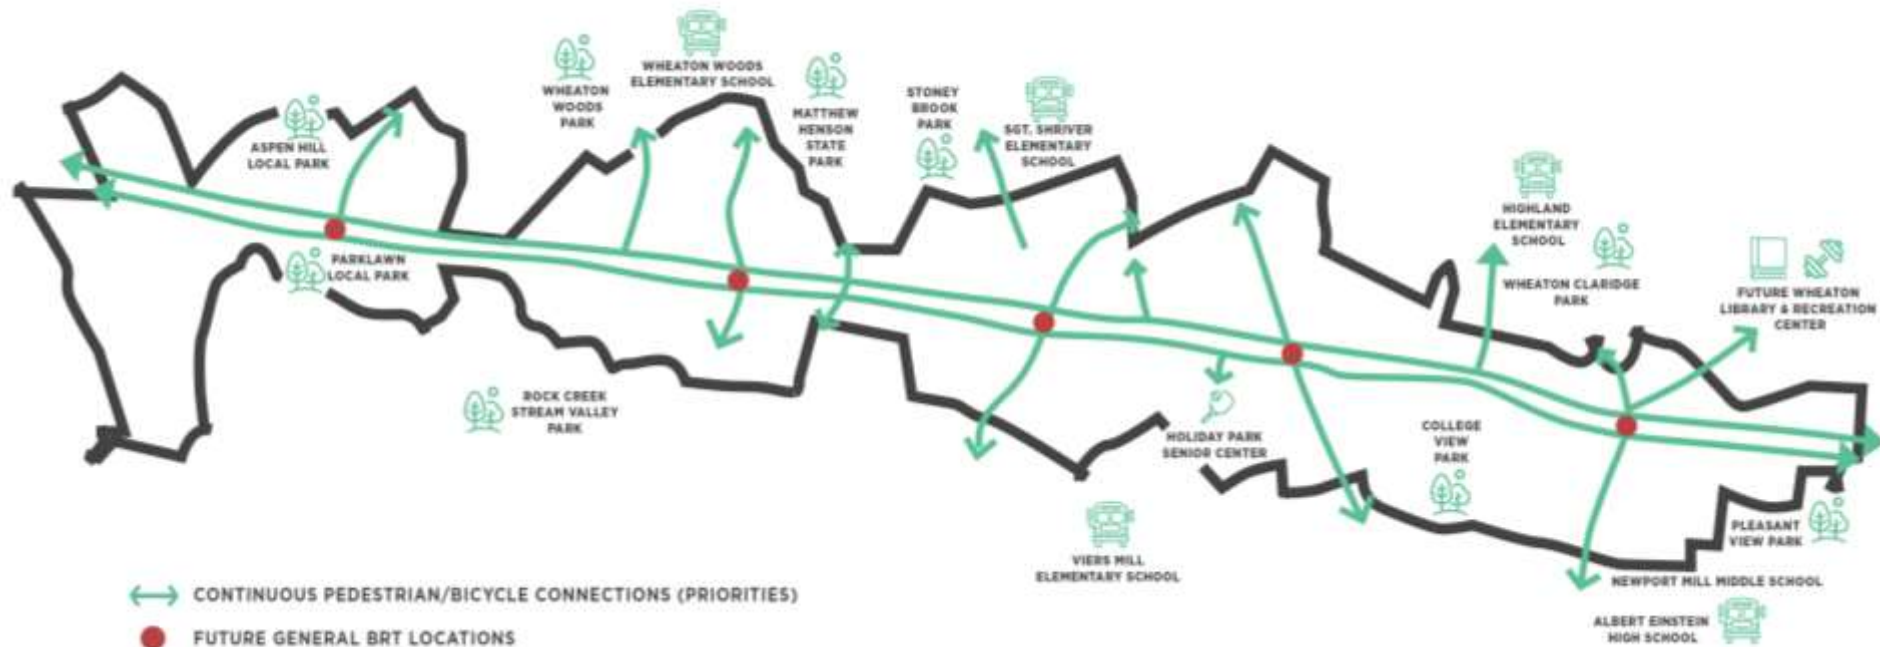 WHEATON WOODS
ELEMENTARY SCHOOL
WHEATON
WOODS
PARK
MATTHEW
HENSON
STATE
PARK
STONEY
BROOK
PARK
SGT. SHRIVER
ELEMENTARY
SCHOOL
ASPEN HILL
LOCAL PARK
HIGHLAND
ELEMENTARY
SCHOOL
PARKLAWN
LOCAL PARK
WHEATON CLARIDGE
PARK
FUTURE WHEATON
LIBRARY & RECREATION
CENTER
ROCK CREEK
STREAM VALLEY
PARK
HOLIDAY PARK
SENIOR CENTER
COLLEGE
VIEW
PARK
PLEASANT
VIEW PARK
VIERS MILL
ELEMENTARY SCHOOL
NEWPORT MILL MIDDLE SCHOOL
ALBERT EINSTEIN
HIGH SCHOOL
CONTINUOUS PEDESTRIAN/BICYCLE CONNECTIONS (PRIORITIES)
FUTURE GENERAL BRT LOCATIONS